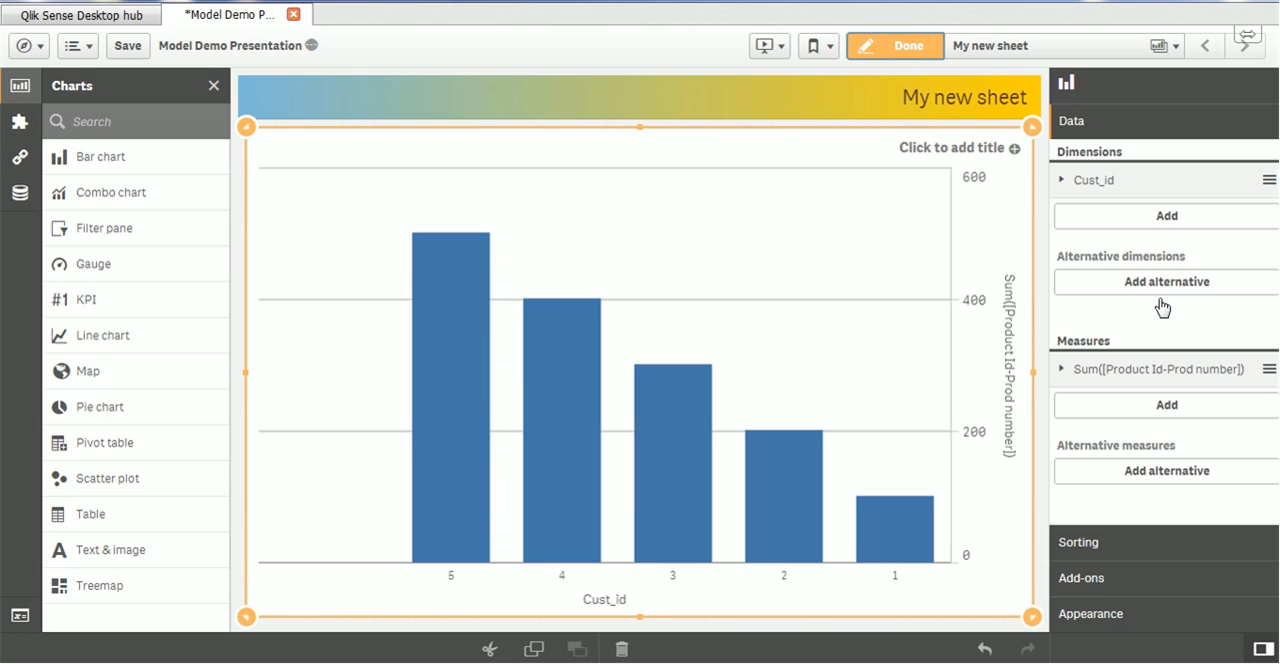 Qlik Sense Desktop hub
*Model Demo P...
Save
Model Demo Presentation
Done
My new sheet
Charts
Search
Bar chart
Combo chart
Filter pane
Gauge
#1 KPI
Line chart
Map
Pie chart
Pivot table
Scatter plot
Table
A Text & image
Treemap
My new sheet
Click to add title
600
400
200
0
Sum([Product Id-Prod number])
5 4 3 2 1
Cust_id
Data
Dimensions
Cust_id
Add
Alternative dimensions
Add alternative
Measures
Sum([Product Id-Prod number])
Add
Alternative measures
Add alternative
Sorting
Add-ons
Appearance